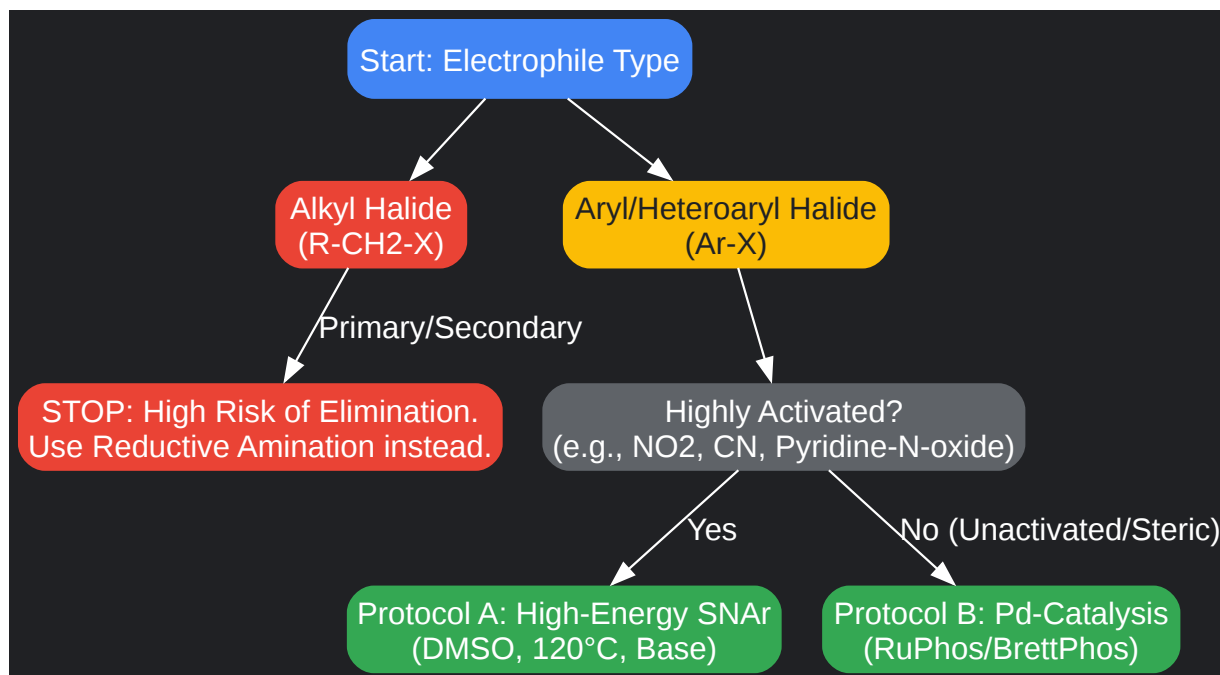 Start: Electrophile Type
Alkyl Halide
(R-CH2-X)
Aryl/Heteroaryl Halide
(Ar-X)
Primary/Secondary
STOP: High Risk of Elimination.
Use Reductive Amination instead.
Highly Activated?
(e.g., NO2, CN, Pyridine-N-oxide)
Yes
No (Unactivated/Steric)
Protocol A: High-Energy SNAr
(DMSO, 120°C, Base)
Protocol B: Pd-Catalysis
(RuPhos/BrettPhos)